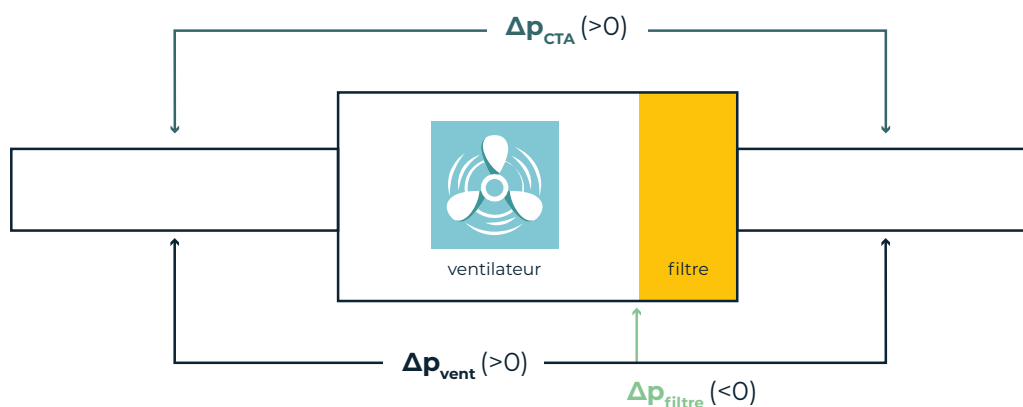 Δp_CTA (>0)
ventilateur
filtre
Δp_vent (>0)
Δp_filtre (<0)